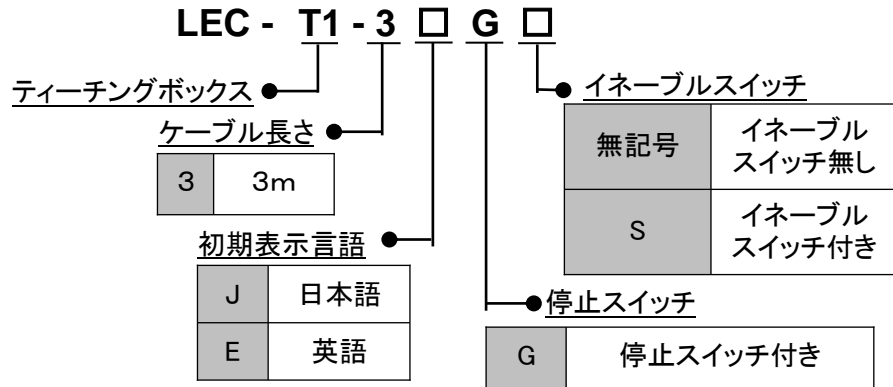 LEC - T1 - 3 □ G □
ティーチングボックス
ケーブル長さ
3 3m
初期表示言語
J 日本語
E 英語
イネーブルスイッチ
無記号 イネーブル
スイッチ無し
S イネーブル
スイッチ付き
停止スイッチ
G 停止スイッチ付き